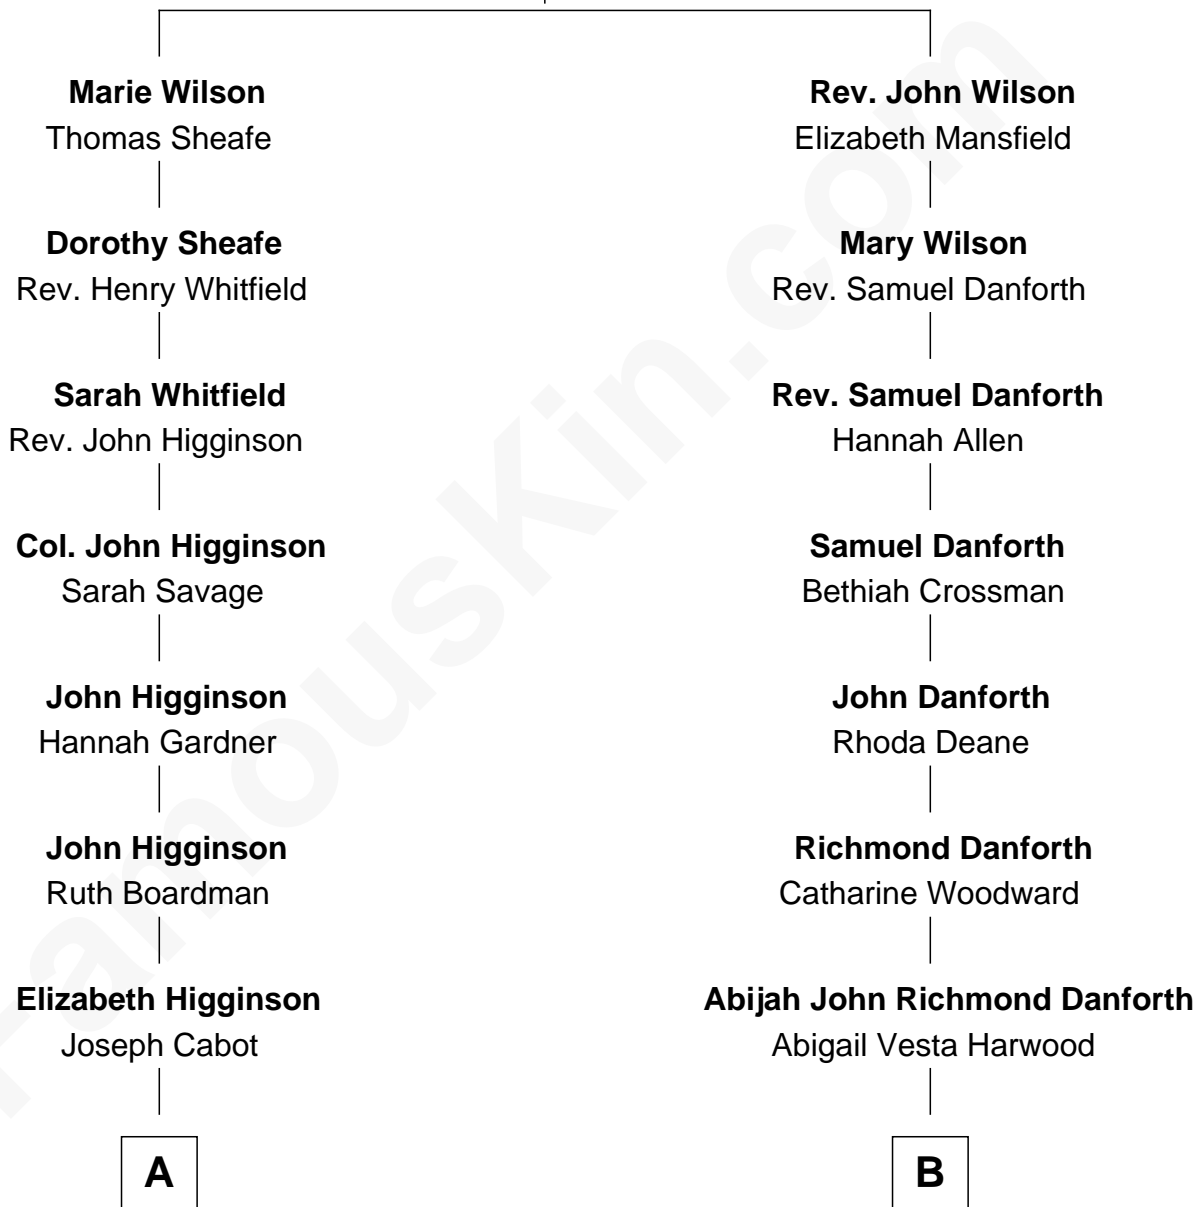 Marie Wilson
Thomas Sheafe
Dorothy Sheafe
Rev. Henry Whitfield
Sarah Whitfield
Rev. John Higginson
Col. John Higginson
Sarah Savage
John Higginson
Hannah Gardner
John Higginson
Ruth Boardman
Elizabeth Higginson
Joseph Cabot
A
Rev. John Wilson
Elizabeth Mansfield
Mary Wilson
Rev. Samuel Danforth
Rev. Samuel Danforth
Hannah Allen
Samuel Danforth
Bethiah Crossman
John Danforth
Rhoda Deane
Richmond Danforth
Catharine Woodward
Abijah John Richmond Danforth
Abigail Vesta Harwood
B
FamousKin.com